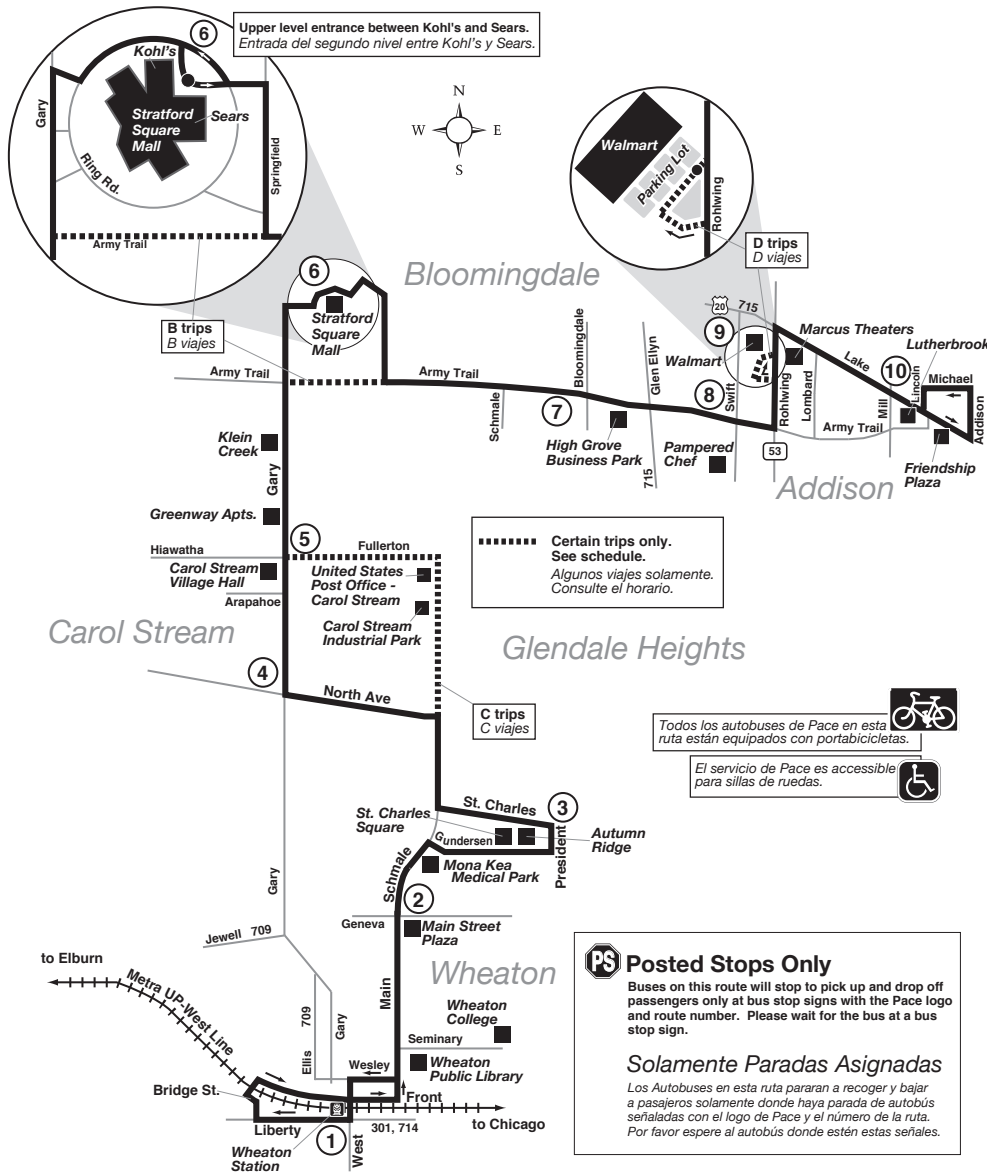 6
Upper level entrance between Kohl's and Sears.
Entrada del segundo nivel entre Kohl's y Sears.
Kohl's
Gary
Stratford
Square
Mall
Sears
Ring Rd.
Springfield
Army Trail
N
W
E
S
Walmart
Parking Lot
Rohlwing
D trips
D viajes
B trips
B viajes
Bloomingdale
6
Stratford
Square
Mall
Army Trail
Army Trail
Schmale
7
Bloomingdale
High Grove
Business Park
Glen Ellyn
715
8
Pampered
Chef
Swift
20
715
9
Walmart
Rohlwing
53
Marcus Theaters
Lombard
Lake
Army Trail
Mill
10
Lutherbrook
Lincoln
Michael
Addison
Friendship
Plaza
Addison
Klein
Creek
Gary
Greenway Apts.
5
Hiawatha
Fullerton
Carol Stream
Village Hall
Arapahoe
United States
Post Office -
Carol Stream
Carol Stream
Industrial Park
Certain trips only.
See schedule.
Algunos viajes solamente.
Consulte el horario.
Carol Stream
Glendale Heights
4
North Ave
C trips
C viajes
Todos los autobuses de Pace en esta
ruta están equipados con portabicicletas.
El servicio de Pace es accessible
para sillas de ruedas.
St. Charles
3
St. Charles
Square
Gundersen
Autumn
Ridge
President
Mona Kea
Medical Park
Schmale
2
Gary
Geneva
Main Street
Plaza
Jewell 709
Wheaton
Main
to Elburn
Metra UP-West Line
709
Gary
Ellis
Wheaton
College
Seminary
Wesley
Wheaton
Public Library
Bridge St.
Front
to Chicago
Liberty
1
301, 714
West
Wheaton
Station
PS Posted Stops Only
Buses on this route will stop to pick up and drop off
passengers only at bus stop signs with the Pace logo
and route number.  Please wait for the bus at a bus
stop sign.
Solamente Paradas Asignadas
Los Autobuses en esta ruta pararan a recoger y bajar
a pasajeros solamente donde haya parada de autobús
señaladas con el logo de Pace y el número de la ruta.
Por favor espere al autobús donde estén estas señales.